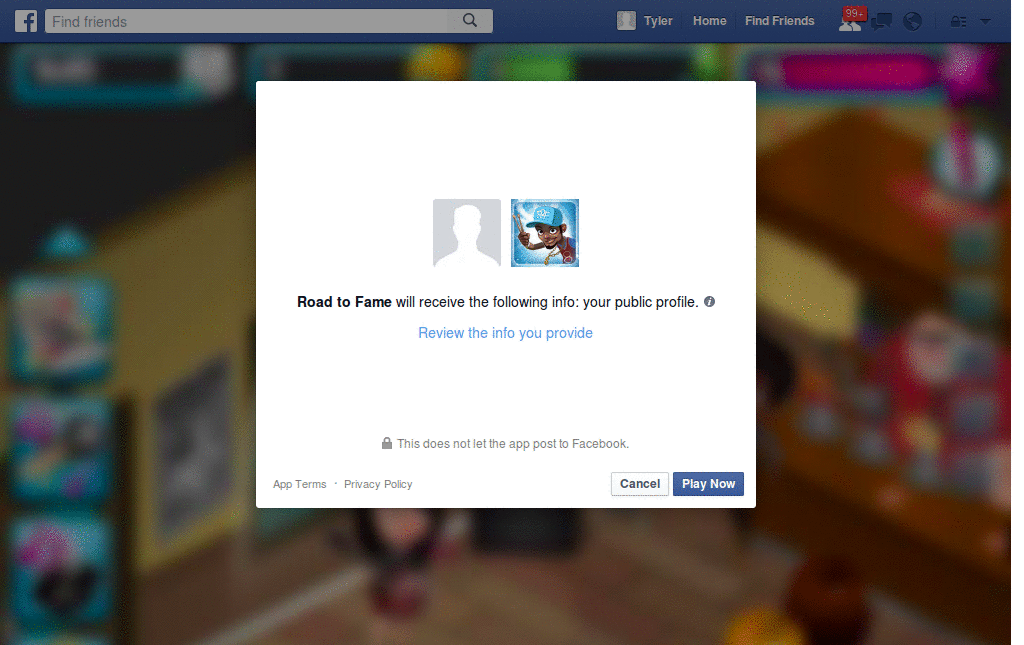 Find friends
Tyler
Home
Find Friends
99+
Road to Fame will receive the following info: your public profile.
Review the info you provide
This does not let the app post to Facebook.
App Terms · Privacy Policy
Cancel
Play Now